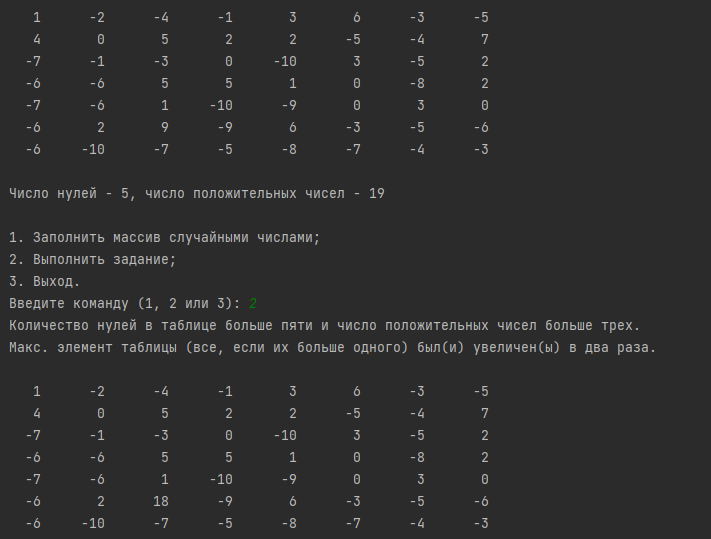 1 -2 -4 -1 3 6 -3 -5
4 0 5 2 2 -5 -4 7
-7 -1 -3 0 -10 3 -5 2
-6 -6 5 5 1 0 -8 2
-7 -6 1 -10 -9 0 3 0
-6 2 9 -9 6 -3 -5 -6
-6 -10 -7 -5 -8 -7 -4 -3
Число нулей - 5, число положительных чисел - 19
1. Заполнить массив случайными числами;
2. Выполнить задание;
3. Выход.
Введите команду (1, 2 или 3): 2
Количество нулей в таблице больше пяти и число положительных чисел больше трех.
Макс. элемент таблицы (все, если их больше одного) был(и) увеличен(ы) в два раза.
1 -2 -4 -1 3 6 -3 -5
4 0 5 2 2 -5 -4 7
-7 -1 -3 0 -10 3 -5 2
-6 -6 5 5 1 0 -8 2
-7 -6 1 -10 -9 0 3 0
-6 2 18 -9 6 -3 -5 -6
-6 -10 -7 -5 -8 -7 -4 -3